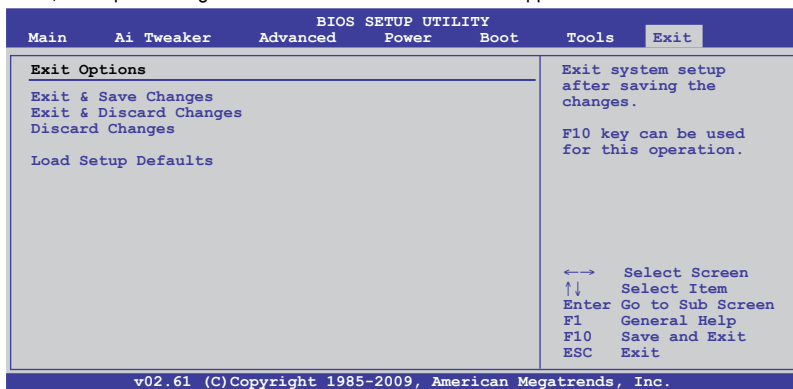 BIOS SETUP UTILITY
Main Ai Tweaker Advanced Power Boot Tools Exit
Exit Options
Exit & Save Changes
Exit & Discard Changes
Discard Changes
Load Setup Defaults
Exit system setup
after saving the
changes.
F10 key can be used
for this operation.
←→ Select Screen
↑↓ Select Item
Enter Go to Sub Screen
F1 General Help
F10 Save and Exit
ESC Exit
v02.61 (C)Copyright 1985-2009, American Megatrends, Inc.